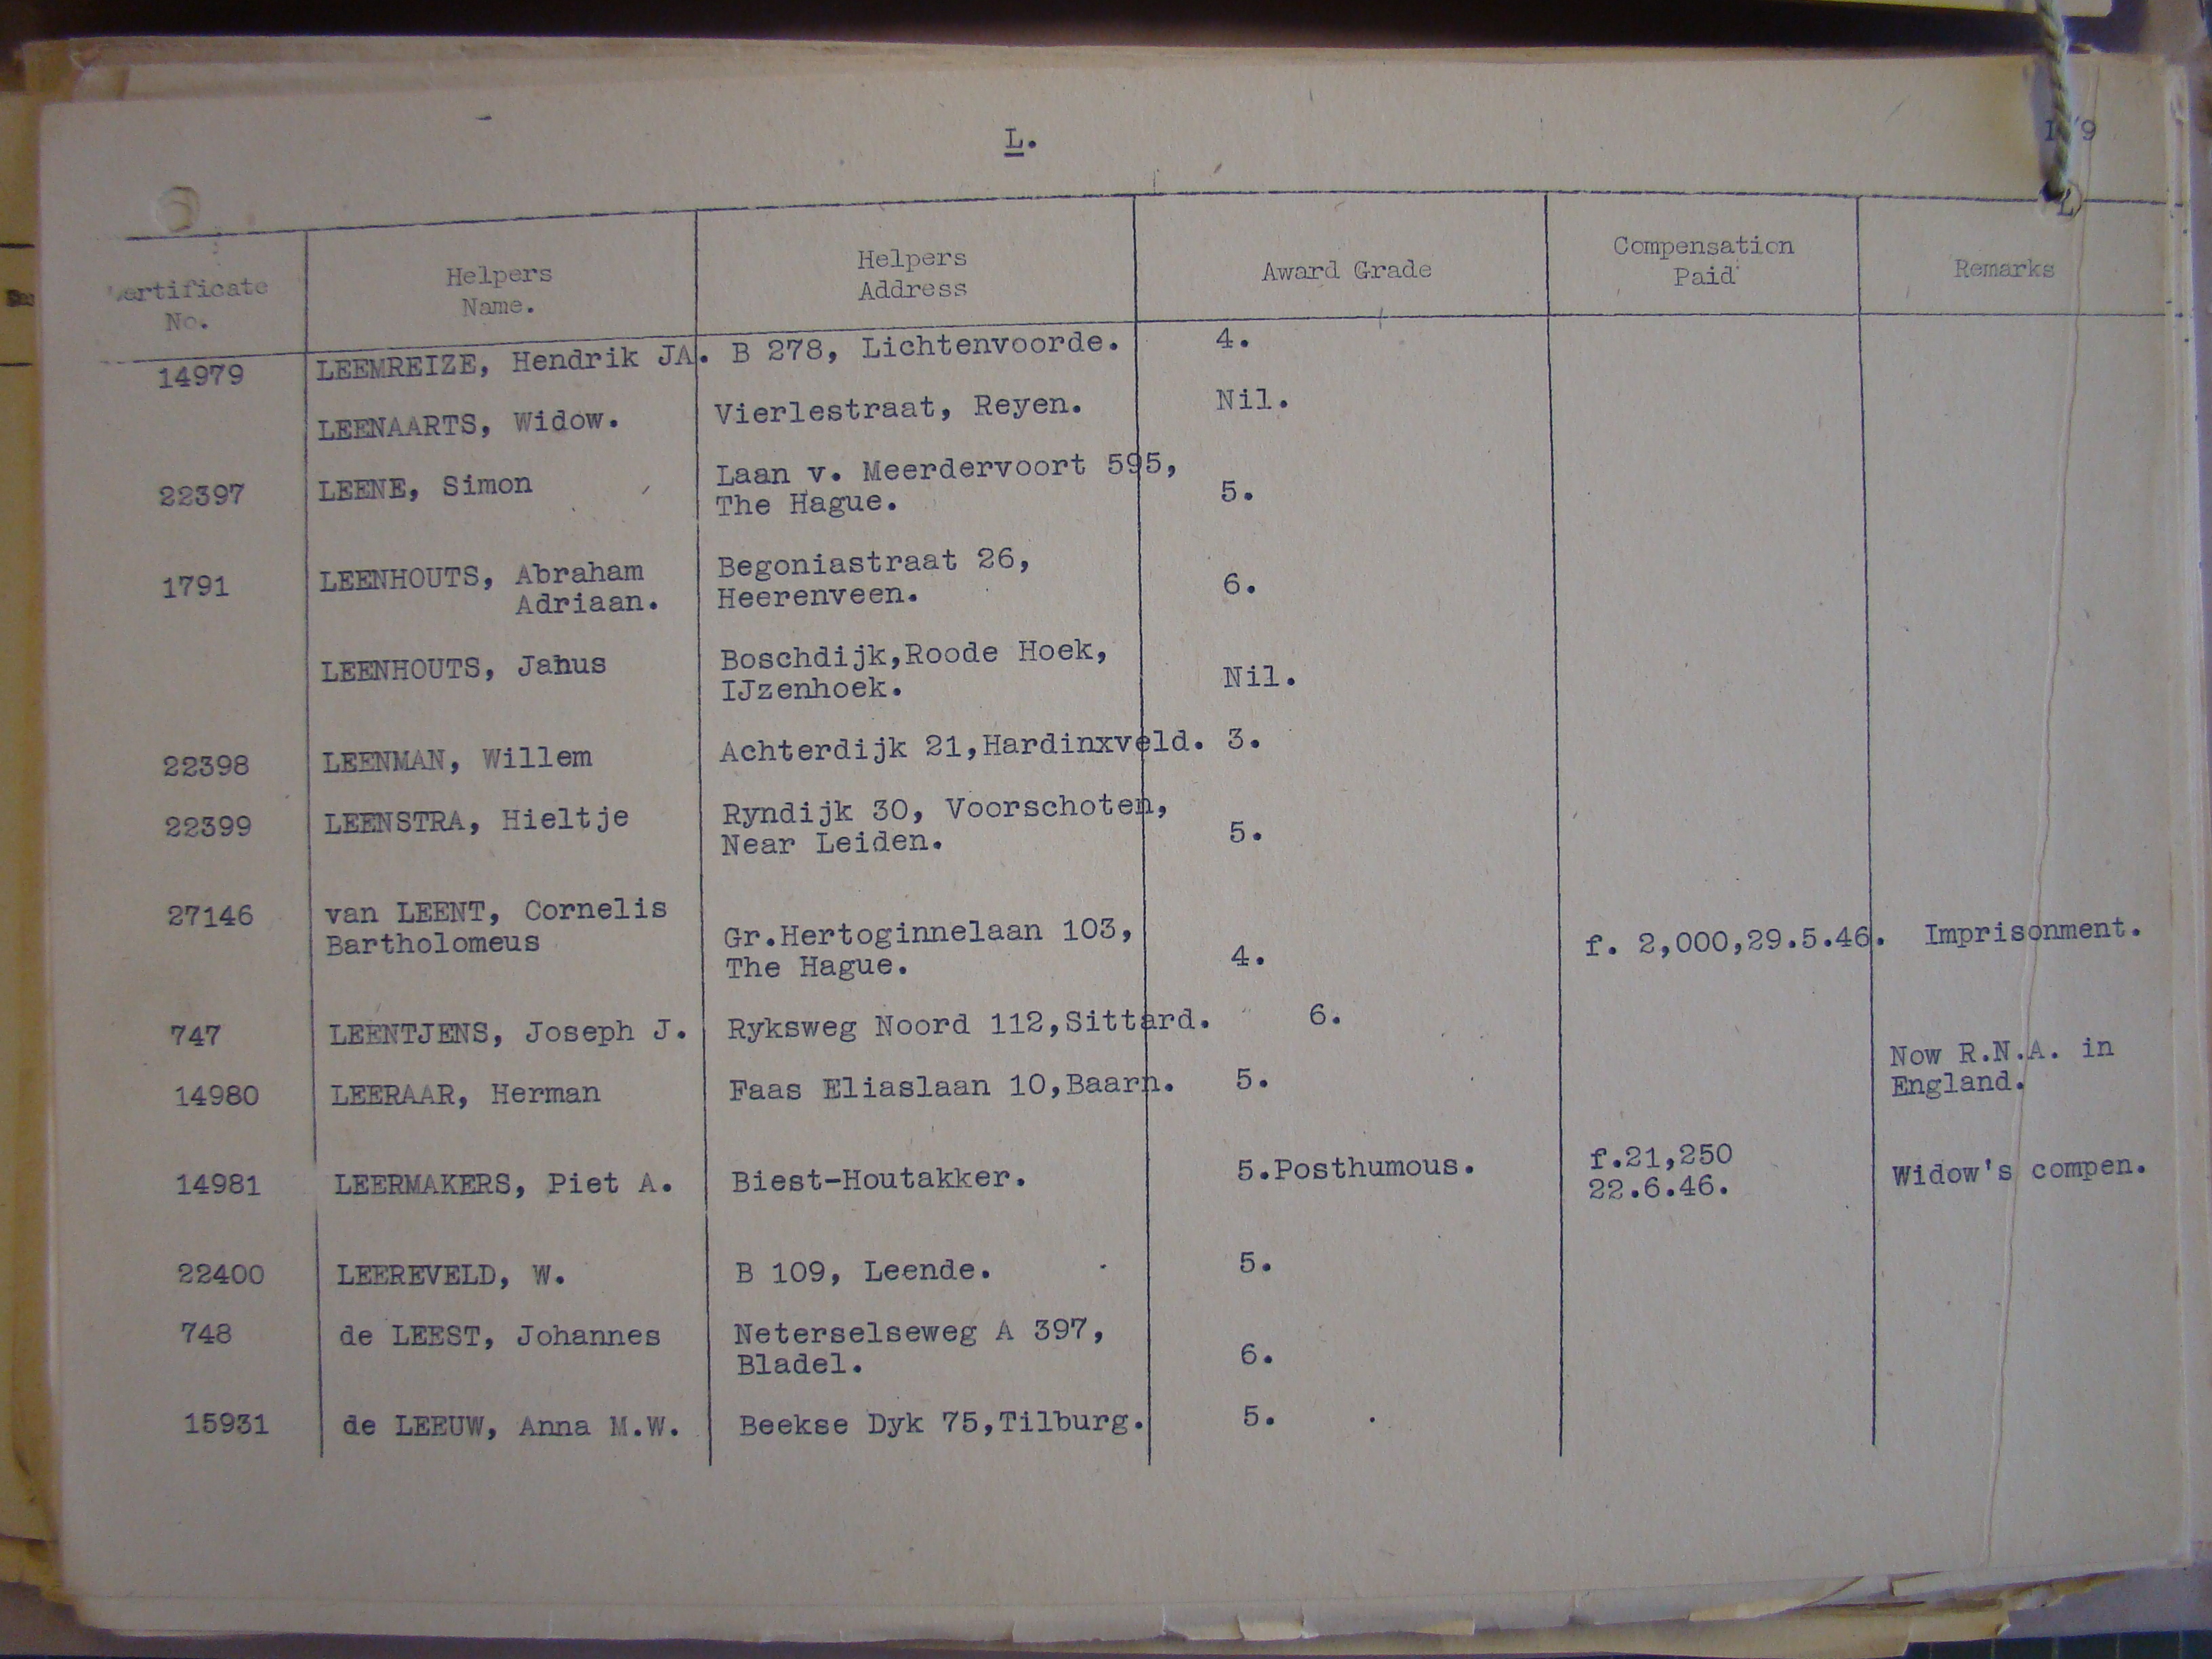 L.
Certificate No. Helpers Name. Helpers Address Award Grade Compensation Paid Remarks
14979 LEEMREIZE, Hendrik JA. B 278, Lichtenvoorde. 4.
LEENAARTS, Widow. Vierlestraat, Reyen. Nil.
22397 LEENE, Simon Laan v. Meerdervoort 595, 5.
The Hague.
1791 LEENHOUTS, Abraham Begoniastraat 26, 6.
Adriaan. Heerenveen.
LEENHOUTS, Janus Boschdijk,Roode Hoek, Nil.
IJzenhoek.
22398 LEENMAN, Willem Achterdijk 21,Hardinxveld. 3.
22399 LEENSTRA, Hieltje Ryndijk 30, Voorschoten, 5.
Near Leiden.
27146 van LEENT, Cornelis Gr.Hertoginnelaan 103, 4. f. 2,000,29.5.46. Imprisonment.
Bartholomeus The Hague.
747 LEENTJENS, Joseph J. Ryksweg Noord 112,Sittard. 6.
14980 LEERAAR, Herman Faas Eliaslaan 10,Baarn. 5. Now R.N.A. in
England.
14981 LEERMAKERS, Piet A. Biest-Houtakker. 5.Posthumous. f.21,250 Widow's compen.
22.6.46.
22400 LEEREVELD, W. B 109, Leende. 5.
748 de LEEST, Johannes Neterselseweg A 397, 6.
Bladel.
15931 de LEEUW, Anna M.W. Beekse Dyk 75,Tilburg. 5.